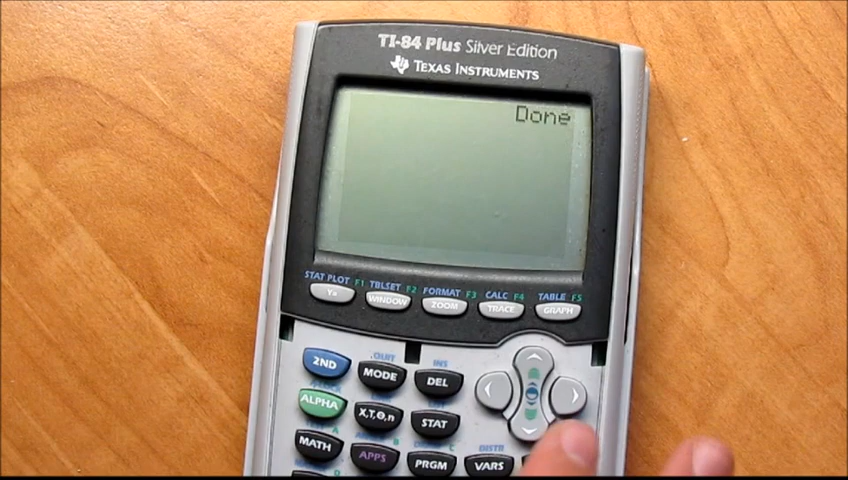 TI-84 Plus Silver Edition
TEXAS INSTRUMENTS
Done
STAT PLOT F1 TBLSET F2 FORMAT F3 CALC F4 TABLE F5
Y= WINDOW ZOOM TRACE GRAPH
QUIT INS
2ND MODE DEL
ALPHA X,T,Θ,n STAT
A B C DISTR
MATH APPS PRGM VARS
D